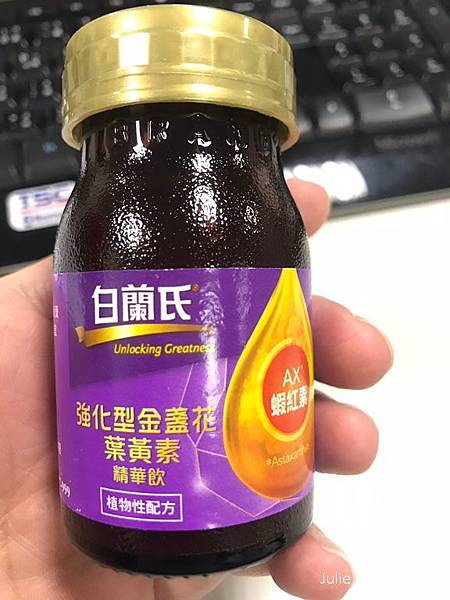 TSC
白蘭氏®
Unlocking Greatness
AX
蝦紅素
強化型金盞花
葉黃素
精華飲
植物性配方
Julie